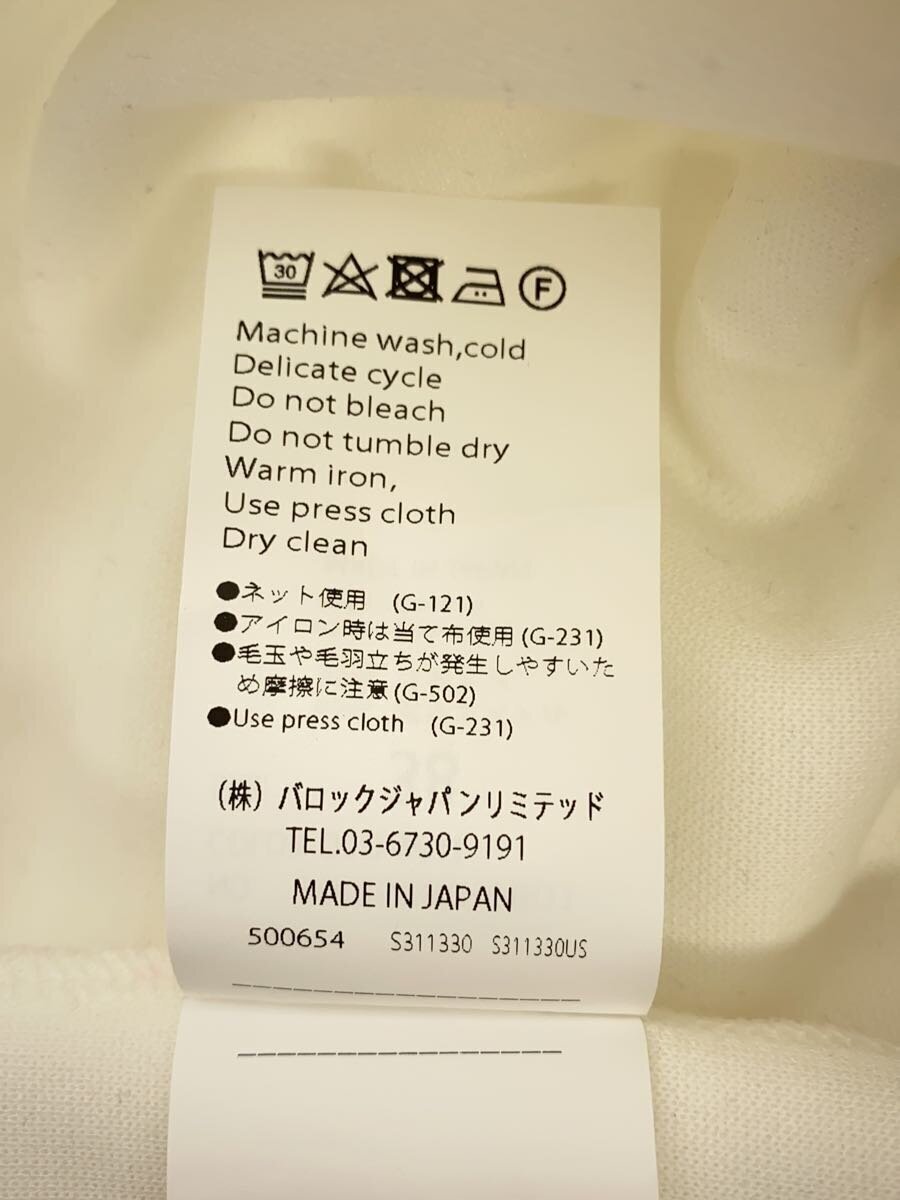 30 F
Machine wash,cold
Delicate cycle
Do not bleach
Do not tumble dry
Warm iron,
Use press cloth
Dry clean
●ネット使用 (G-121)
●アイロン時は当て布使用(G-231)
●毛玉や毛羽立ちが発生しやすいた
め摩擦に注意(G-502)
●Use press cloth (G-231)
(株) バロックジャパンリミテッド
TEL.03-6730-9191
MADE IN JAPAN
500654 S311330 S311330US